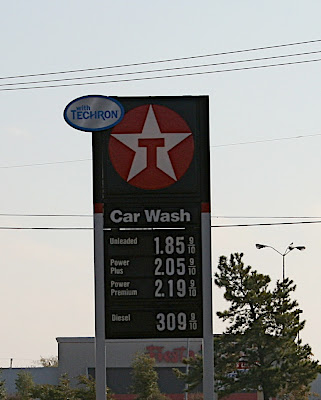 with
TECHRON
T
Car Wash
Unleaded 1.85 9/10
Power Plus 2.05 9/10
Power Premium 2.19 9/10
Diesel 309 9/10